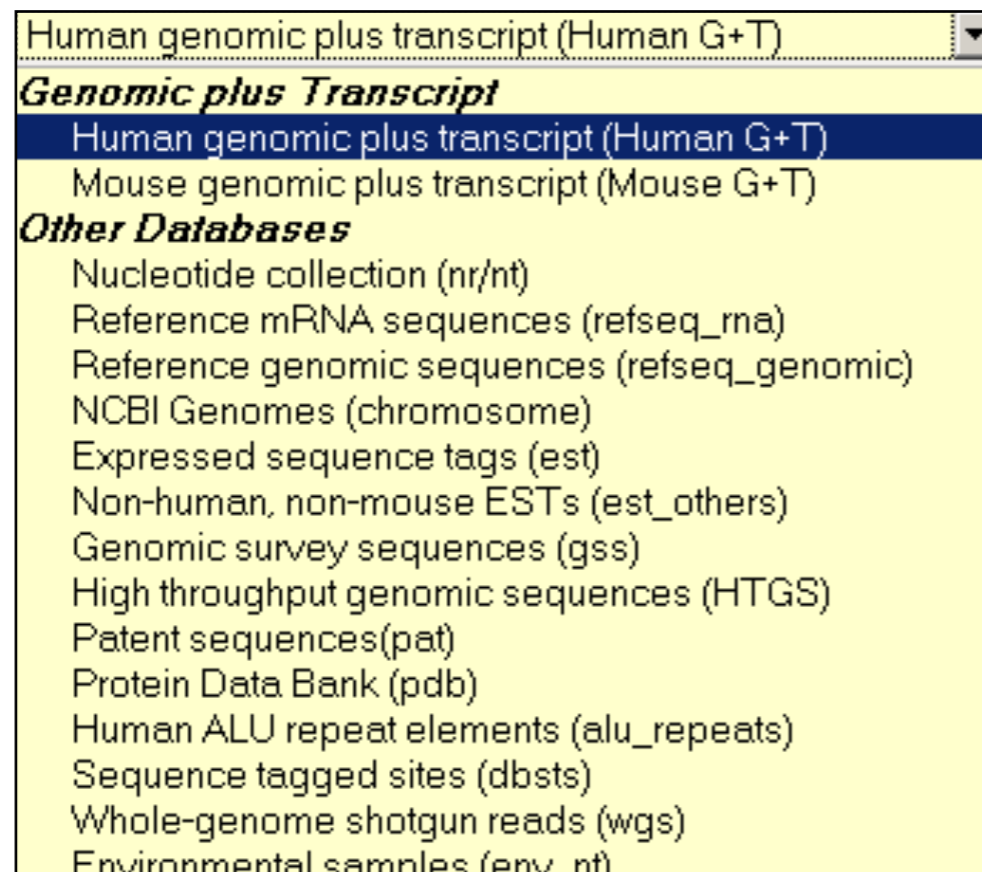 Human genomic plus transcript (Human G+T)
Genomic plus Transcript
Human genomic plus transcript (Human G+T)
Mouse genomic plus transcript (Mouse G+T)
Other Databases
Nucleotide collection (nr/nt)
Reference mRNA sequences (refseq_rna)
Reference genomic sequences (refseq_genomic)
NCBI Genomes (chromosome)
Expressed sequence tags (est)
Non-human, non-mouse ESTs (est_others)
Genomic survey sequences (gss)
High throughput genomic sequences (HTGS)
Patent sequences(pat)
Protein Data Bank (pdb)
Human ALU repeat elements (alu_repeats)
Sequence tagged sites (dbsts)
Whole-genome shotgun reads (wgs)
Environmental samples (env_nt)